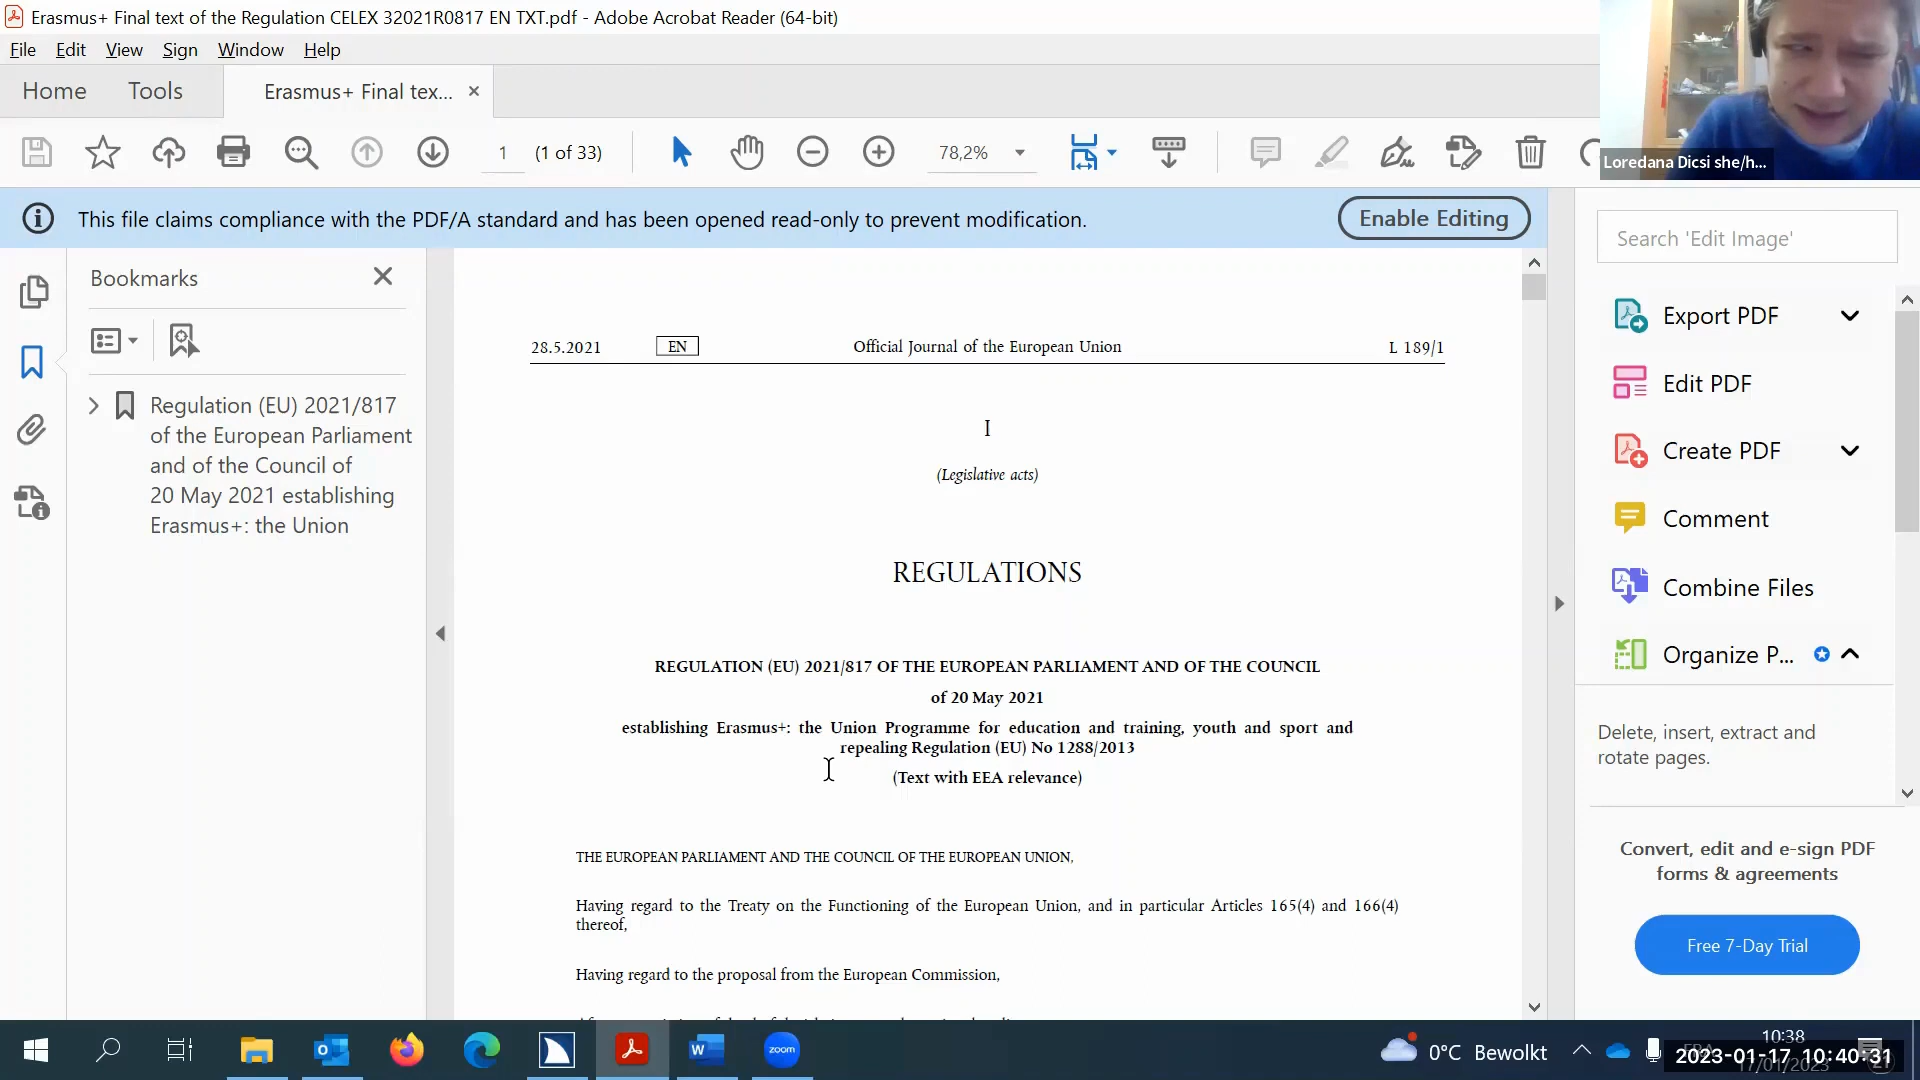 Erasmus+ Final text of the Regulation CELEX 32021R0817 EN TXT.pdf - Adobe Acrobat Reader (64-bit)
File Edit View Sign Window Help
Home Tools Erasmus+ Final tex... ×
1 (1 of 33) 78,2%
Loredana Dicsi she/h...
This file claims compliance with the PDF/A standard and has been opened read-only to prevent modification.
Enable Editing
Bookmarks
Regulation (EU) 2021/817
of the European Parliament
and of the Council of
20 May 2021 establishing
Erasmus+: the Union
28.5.2021 EN Official Journal of the European Union L 189/1
I
(Legislative acts)
REGULATIONS
REGULATION (EU) 2021/817 OF THE EUROPEAN PARLIAMENT AND OF THE COUNCIL
of 20 May 2021
establishing Erasmus+: the Union Programme for education and training, youth and sport and
repealing Regulation (EU) No 1288/2013
(Text with EEA relevance)
THE EUROPEAN PARLIAMENT AND THE COUNCIL OF THE EUROPEAN UNION,
Having regard to the Treaty on the Functioning of the European Union, and in particular Articles 165(4) and 166(4)
thereof,
Having regard to the proposal from the European Commission,
Search 'Edit Image'
Export PDF
Edit PDF
Create PDF
Comment
Combine Files
Organize P...
Delete, insert, extract and
rotate pages.
Convert, edit and e-sign PDF
forms & agreements
Free 7-Day Trial
zoom
0°C Bewolkt
10:38
2023-01-17 10:40:31
17/01/2023